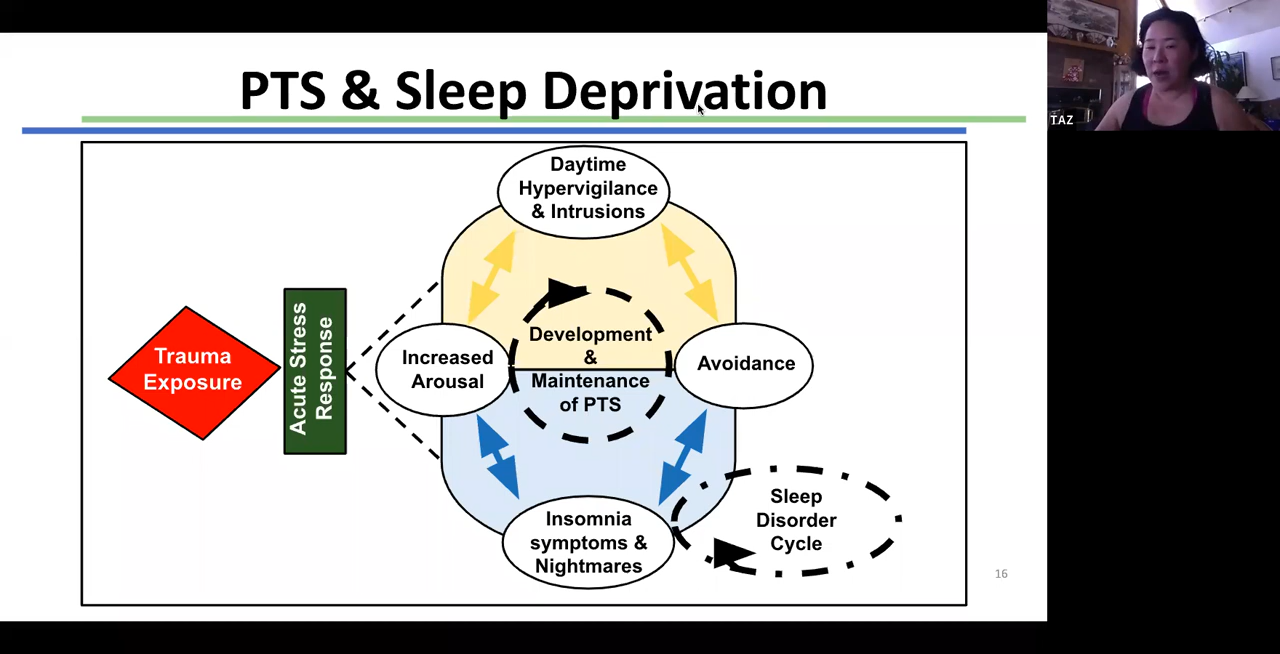 PTS & Sleep Deprivation
TAZ
Daytime
Hypervigilance
& Intrusions
Trauma
Exposure
Acute Stress
Response
Increased
Arousal
Development
&
Maintenance
of PTS
Avoidance
Insomnia
symptoms &
Nightmares
Sleep
Disorder
Cycle
16